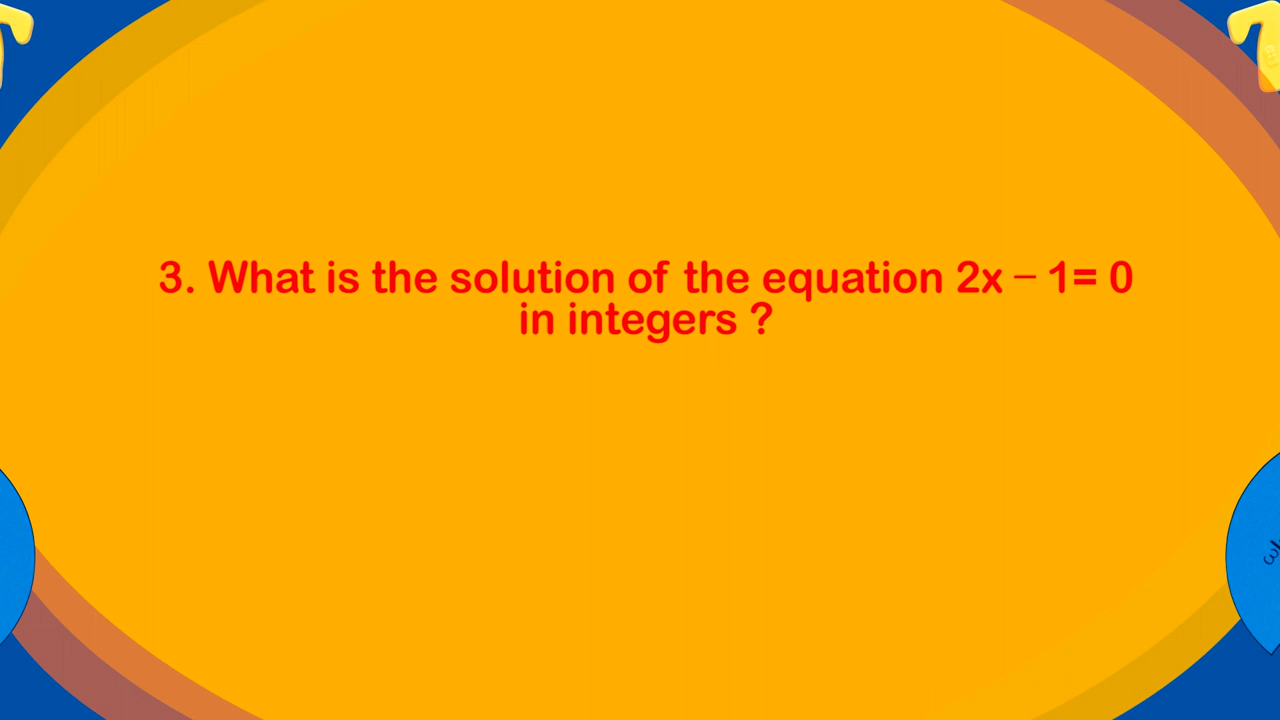 3. What is the solution of the equation 2x – 1= 0
in integers ?